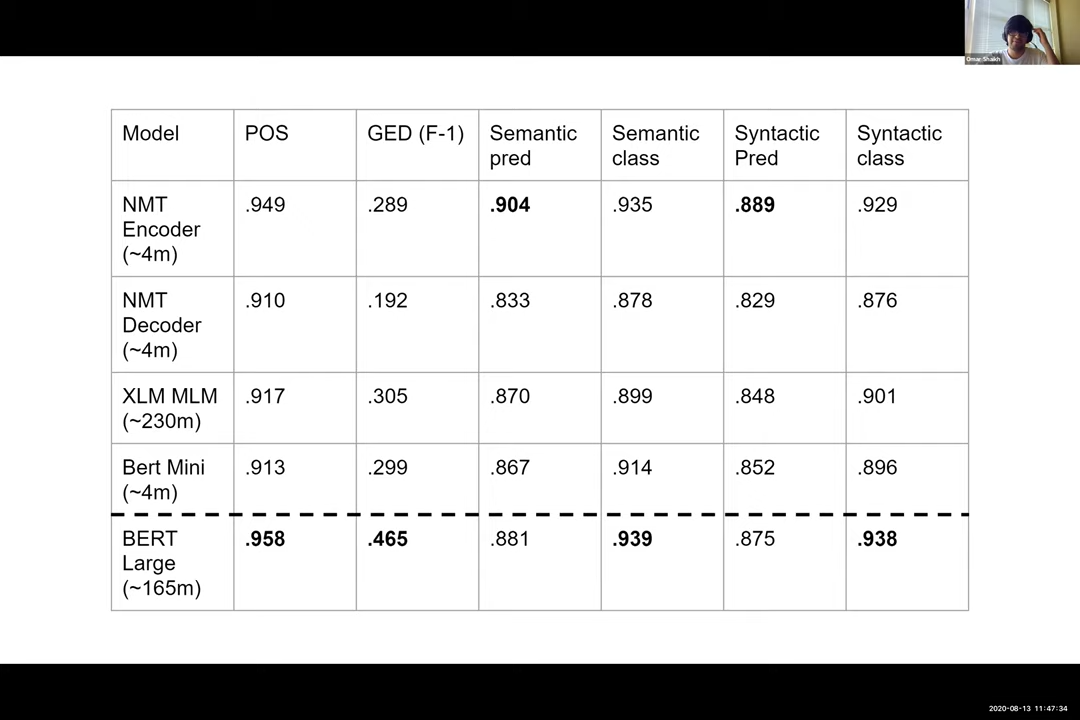 Omar Shaikh
Model POS GED (F-1) Semantic pred Semantic class Syntactic Pred Syntactic class
NMT Encoder (~4m) .949 .289 .904 .935 .889 .929
NMT Decoder (~4m) .910 .192 .833 .878 .829 .876
XLM MLM (~230m) .917 .305 .870 .899 .848 .901
Bert Mini (~4m) .913 .299 .867 .914 .852 .896
BERT Large (~165m) .958 .465 .881 .939 .875 .938
2020-08-13 11:47:34